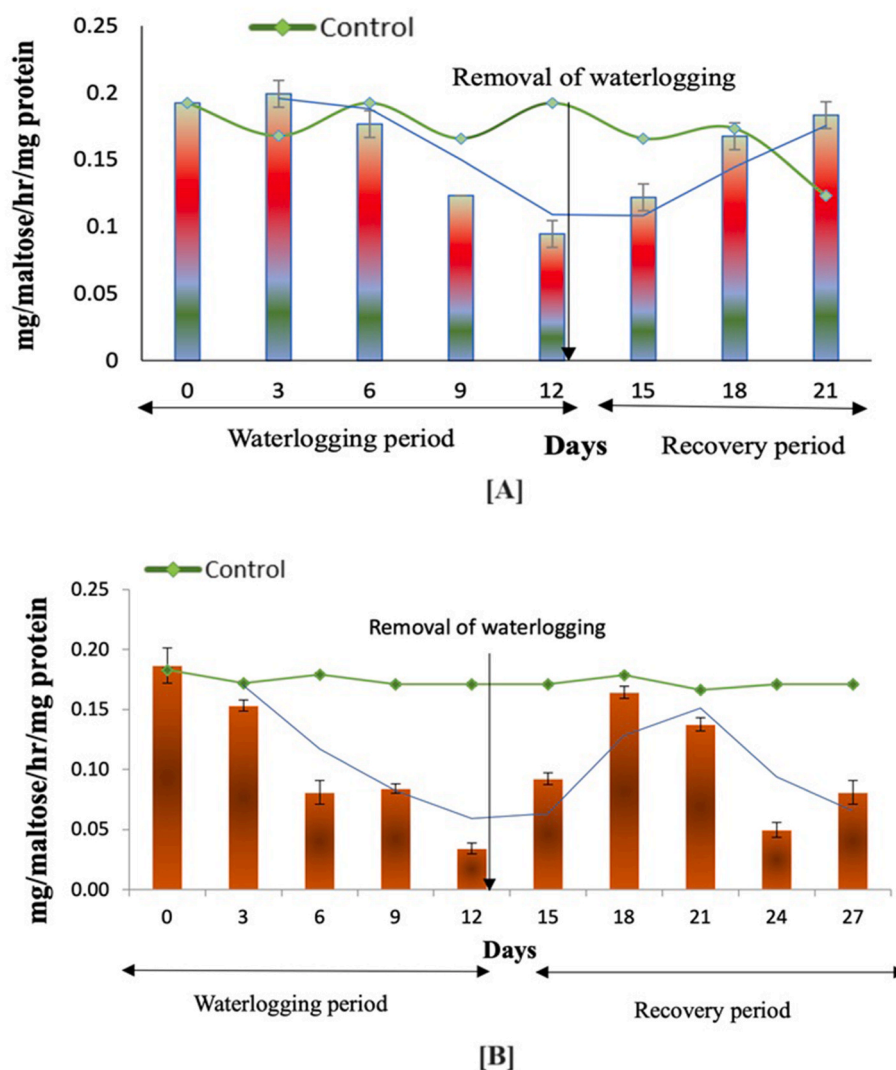 Control
mg/maltose/hr/mg protein
0.25
0.2
0.15
0.1
0.05
0
Removal of waterlogging
0 3 6 9 12 15 18 21
Waterlogging period
Days
Recovery period
[A]
Control
mg/maltose/hr/mg protein
0.25
0.20
0.15
0.10
0.05
0.00
Removal of waterlogging
0 3 6 9 12 15 18 21 24 27
Days
Waterlogging period
Recovery period
[B]